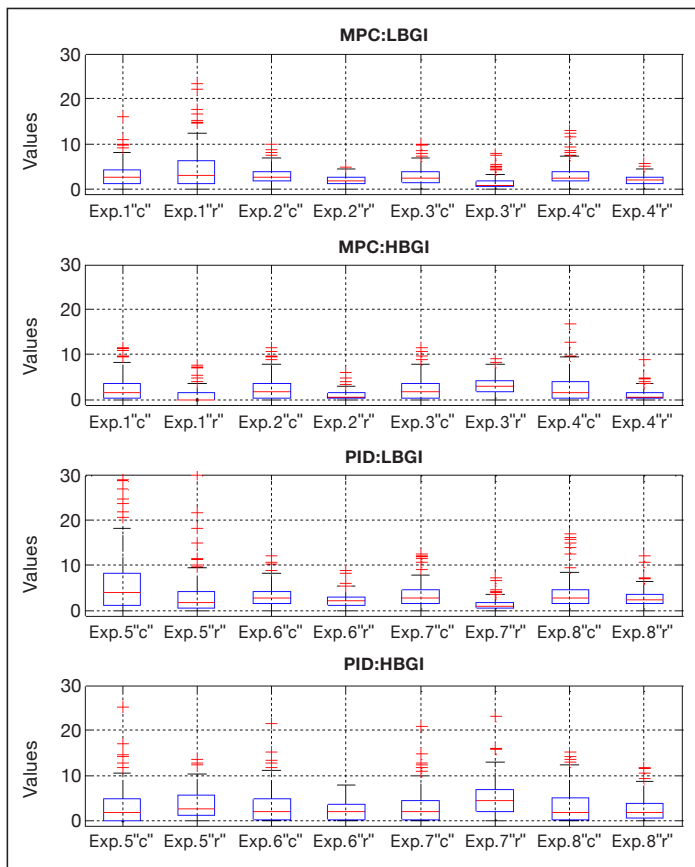 MPC:LBGI
30
20
10
0
Values
Exp.1"c" Exp.1"r" Exp.2"c" Exp.2"r" Exp.3"c" Exp.3"r" Exp.4"c" Exp.4"r"
MPC:HBGI
30
20
10
0
Values
Exp.1"c" Exp.1"r" Exp.2"c" Exp.2"r" Exp.3"c" Exp.3"r" Exp.4"c" Exp.4"r"
PID:LBGI
30
20
10
0
Values
Exp.5"c" Exp.5"r" Exp.6"c" Exp.6"r" Exp.7"c" Exp.7"r" Exp.8"c" Exp.8"r"
PID:HBGI
30
20
10
0
Values
Exp.5"c" Exp.5"r" Exp.6"c" Exp.6"r" Exp.7"c" Exp.7"r" Exp.8"c" Exp.8"r"